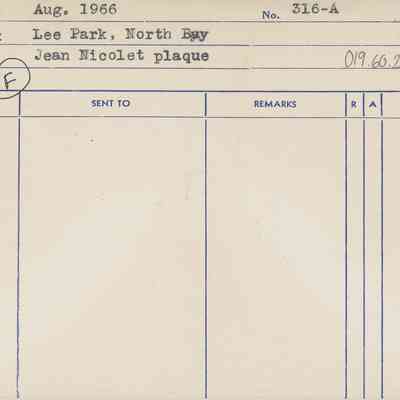 Aug. 1966 No. 316-A
: Lee Park, North Bay
Jean Nicolet plaque 019.60.2
F
SENT TO REMARKS R A